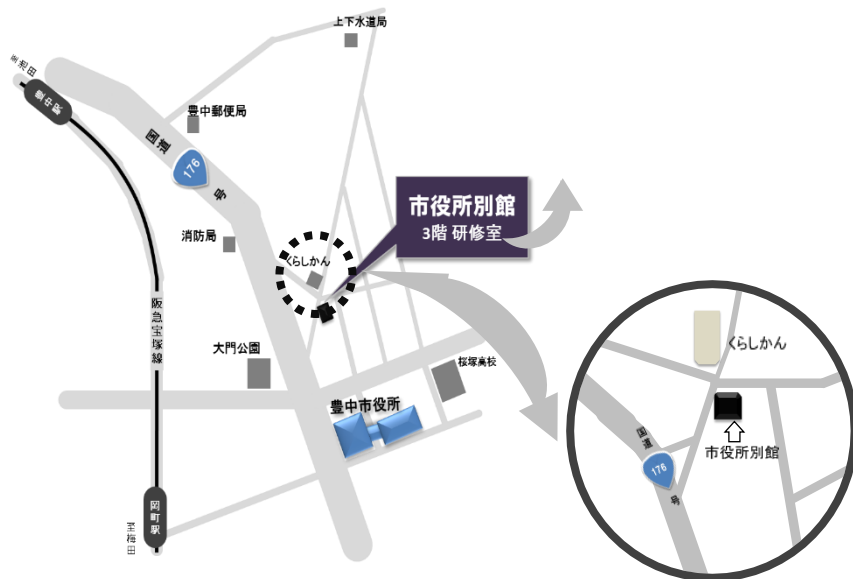 上下水道局
至池田
豊中駅
豊中郵便局
国道
176
号
市役所別館
3階 研修室
消防局
くらしかん
阪急宝塚線
大門公園
桜塚高校
豊中市役所
岡町駅
至梅田
くらしかん
国道
176
号
市役所別館